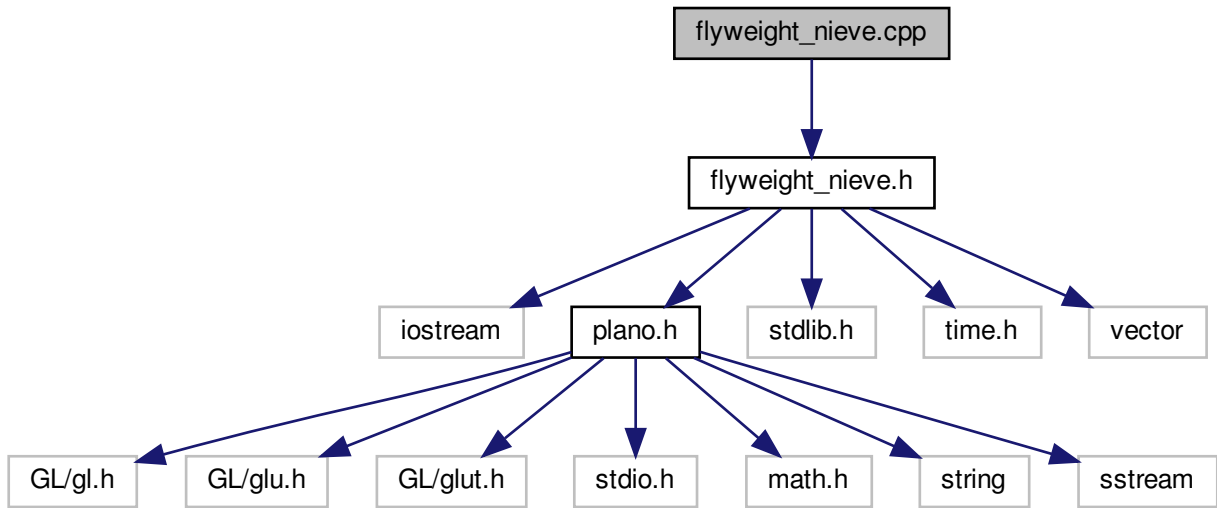 flyweight_nieve.cpp
flyweight_nieve.h
iostream
plano.h
stdlib.h
time.h
vector
GL/gl.h
GL/glu.h
GL/glut.h
stdio.h
math.h
string
sstream